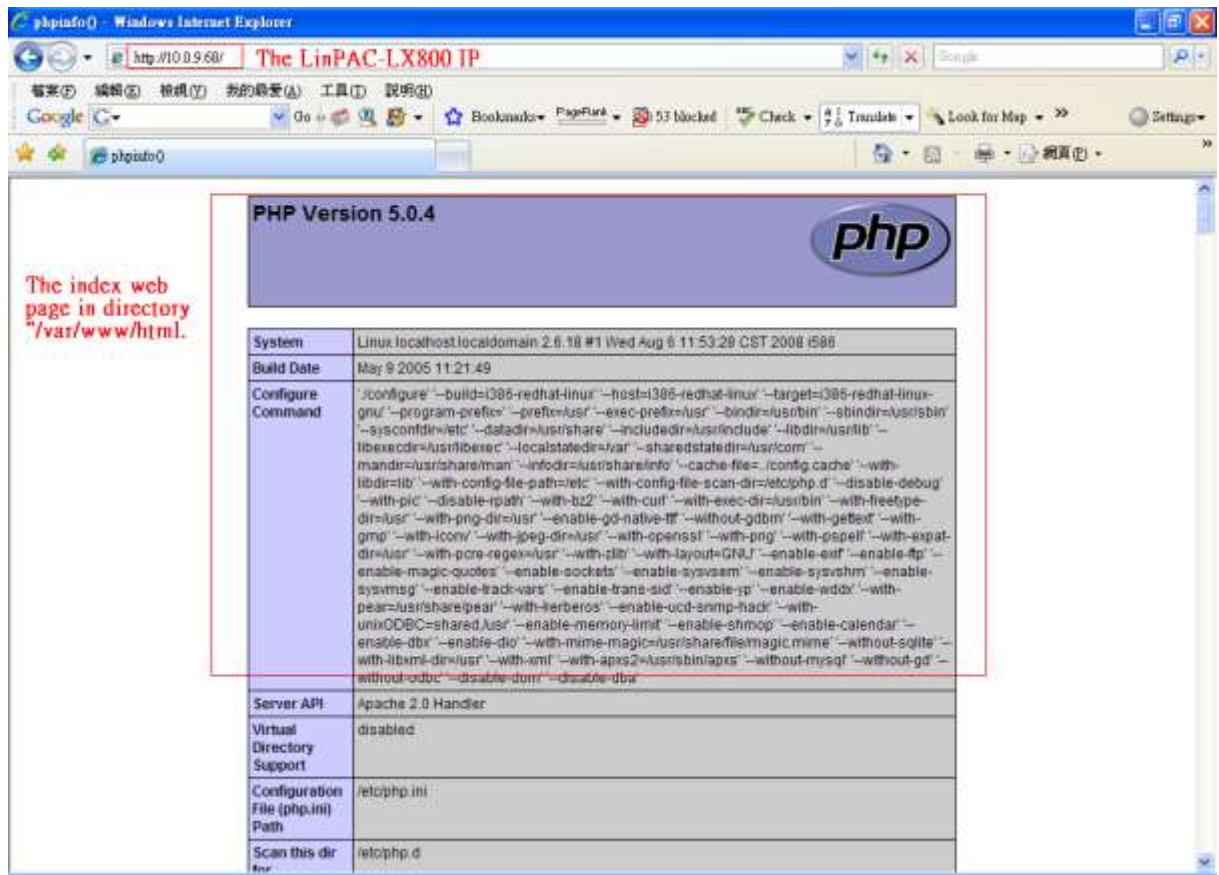 phpinfo() - Windows Internet Explorer
http://10.0.9.68/ The LinPAC-LX800 IP Google
檔案(F) 編輯(E) 檢視(V) 我的最愛(A) 工具(T) 說明(H)
Google G Go Bookmarks PageRank 53 blocked Check Translate Look for Map » Settings
phpinfo() 網頁(P) »
PHP Version 5.0.4
php
The index web
page in directory
"/var/www/html.
System Linux localhost.localdomain 2.6.18 #1 Wed Aug 6 11:53:28 CST 2008 i586
Build Date May 9 2005 11:21:49
Configure
Command
'./configure' '--build=i386-redhat-linux' '--host=i386-redhat-linux' '--target=i386-redhat-linux-
gnu' '--program-prefix=' '--prefix=/usr' '--exec-prefix=/usr' '--bindir=/usr/bin' '--sbindir=/usr/sbin'
'--sysconfdir=/etc' '--datadir=/usr/share' '--includedir=/usr/include' '--libdir=/usr/lib' '--
libexecdir=/usr/libexec' '--localstatedir=/var' '--sharedstatedir=/usr/com' '--
mandir=/usr/share/man' '--infodir=/usr/share/info' '--cache-file=../config.cache' '--with-
libdir=lib' '--with-config-file-path=/etc' '--with-config-file-scan-dir=/etc/php.d' '--disable-debug'
'--with-pic' '--disable-rpath' '--with-bz2' '--with-curl' '--with-exec-dir=/usr/bin' '--with-freetype-
dir=/usr' '--with-png-dir=/usr' '--enable-gd-native-ttf' '--without-gdbm' '--with-gettext' '--with-
gmp' '--with-iconv' '--with-jpeg-dir=/usr' '--with-openssl' '--with-png' '--with-pspell' '--with-expat-
dir=/usr' '--with-pcre-regex=/usr' '--with-zlib' '--with-layout=GNU' '--enable-exif' '--enable-ftp' '--
enable-magic-quotes' '--enable-sockets' '--enable-sysvsem' '--enable-sysvshm' '--enable-
sysvmsg' '--enable-track-vars' '--enable-trans-sid' '--enable-yp' '--enable-wddx' '--with-
pear=/usr/share/pear' '--with-kerberos' '--enable-ucd-snmp-hack' '--with-
unixODBC=shared,/usr' '--enable-memory-limit' '--enable-shmop' '--enable-calendar' '--
enable-dbx' '--enable-dio' '--with-mime-magic=/usr/share/file/magic.mime' '--without-sqlite' '--
with-libxml-dir=/usr' '--with-xml' '--with-apxs2=/usr/sbin/apxs' '--without-mysql' '--without-gd' '--
without-odbc' '--disable-dom' '--disable-dba'
Server API Apache 2.0 Handler
Virtual
Directory
Support
disabled
Configuration
File (php.ini)
Path
/etc/php.ini
Scan this dir
for
/etc/php.d